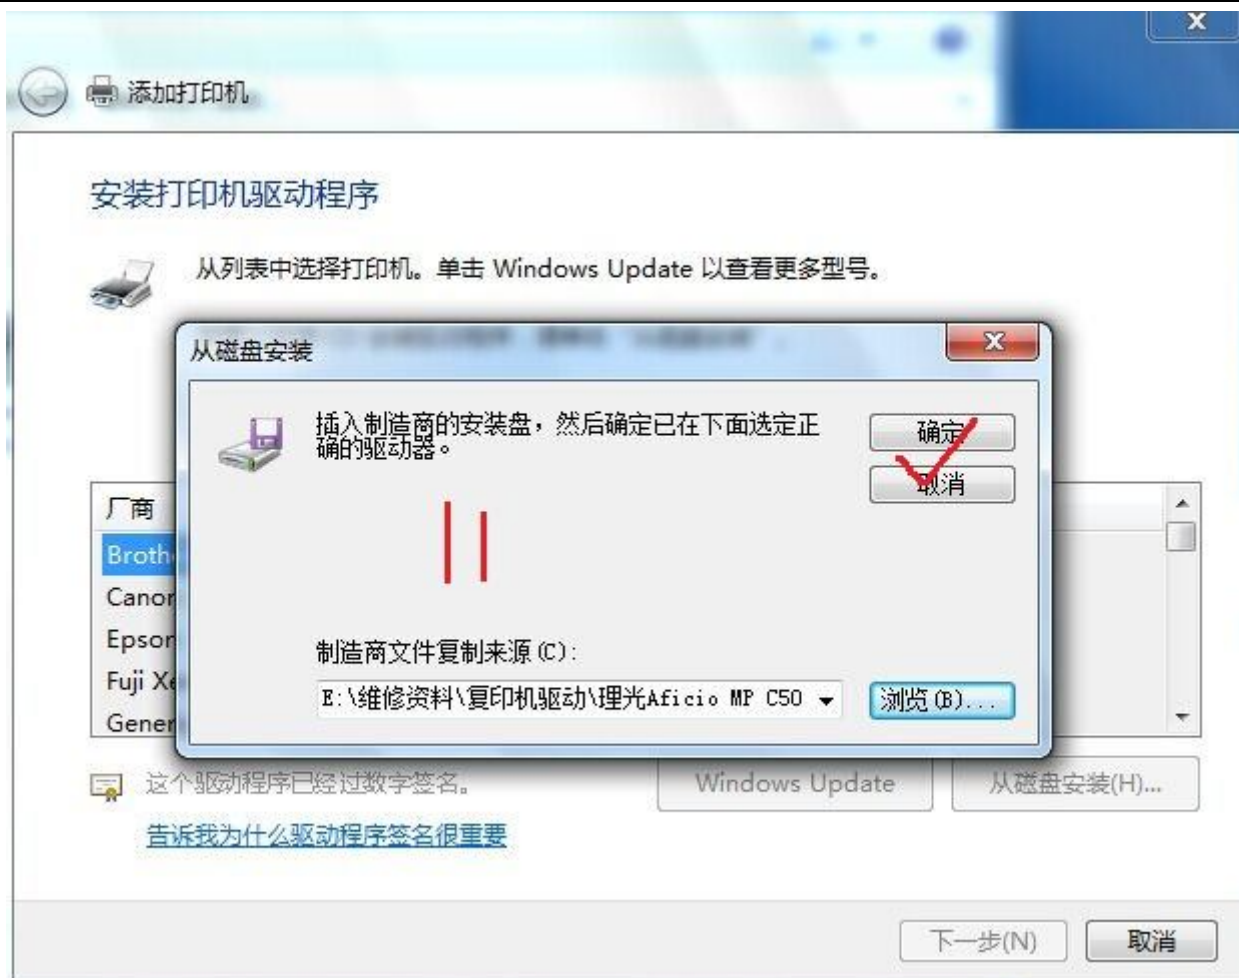 添加打印机
安装打印机驱动程序
从列表中选择打印机。单击 Windows Update 以查看更多型号。
从磁盘安装
插入制造商的安装盘,然后确定已在下面选定正
确的驱动器。
确定
取消
厂商
Broth
Canon
Epson
Fuji Xe
Gener
制造商文件复制来源(C):
E:\维修资料\复印机驱动\理光Aficio MP C50
浏览(B)...
这个驱动程序已经过数字签名。
Windows Update
从磁盘安装(H)...
告诉我为什么驱动程序签名很重要
下一步(N)
取消